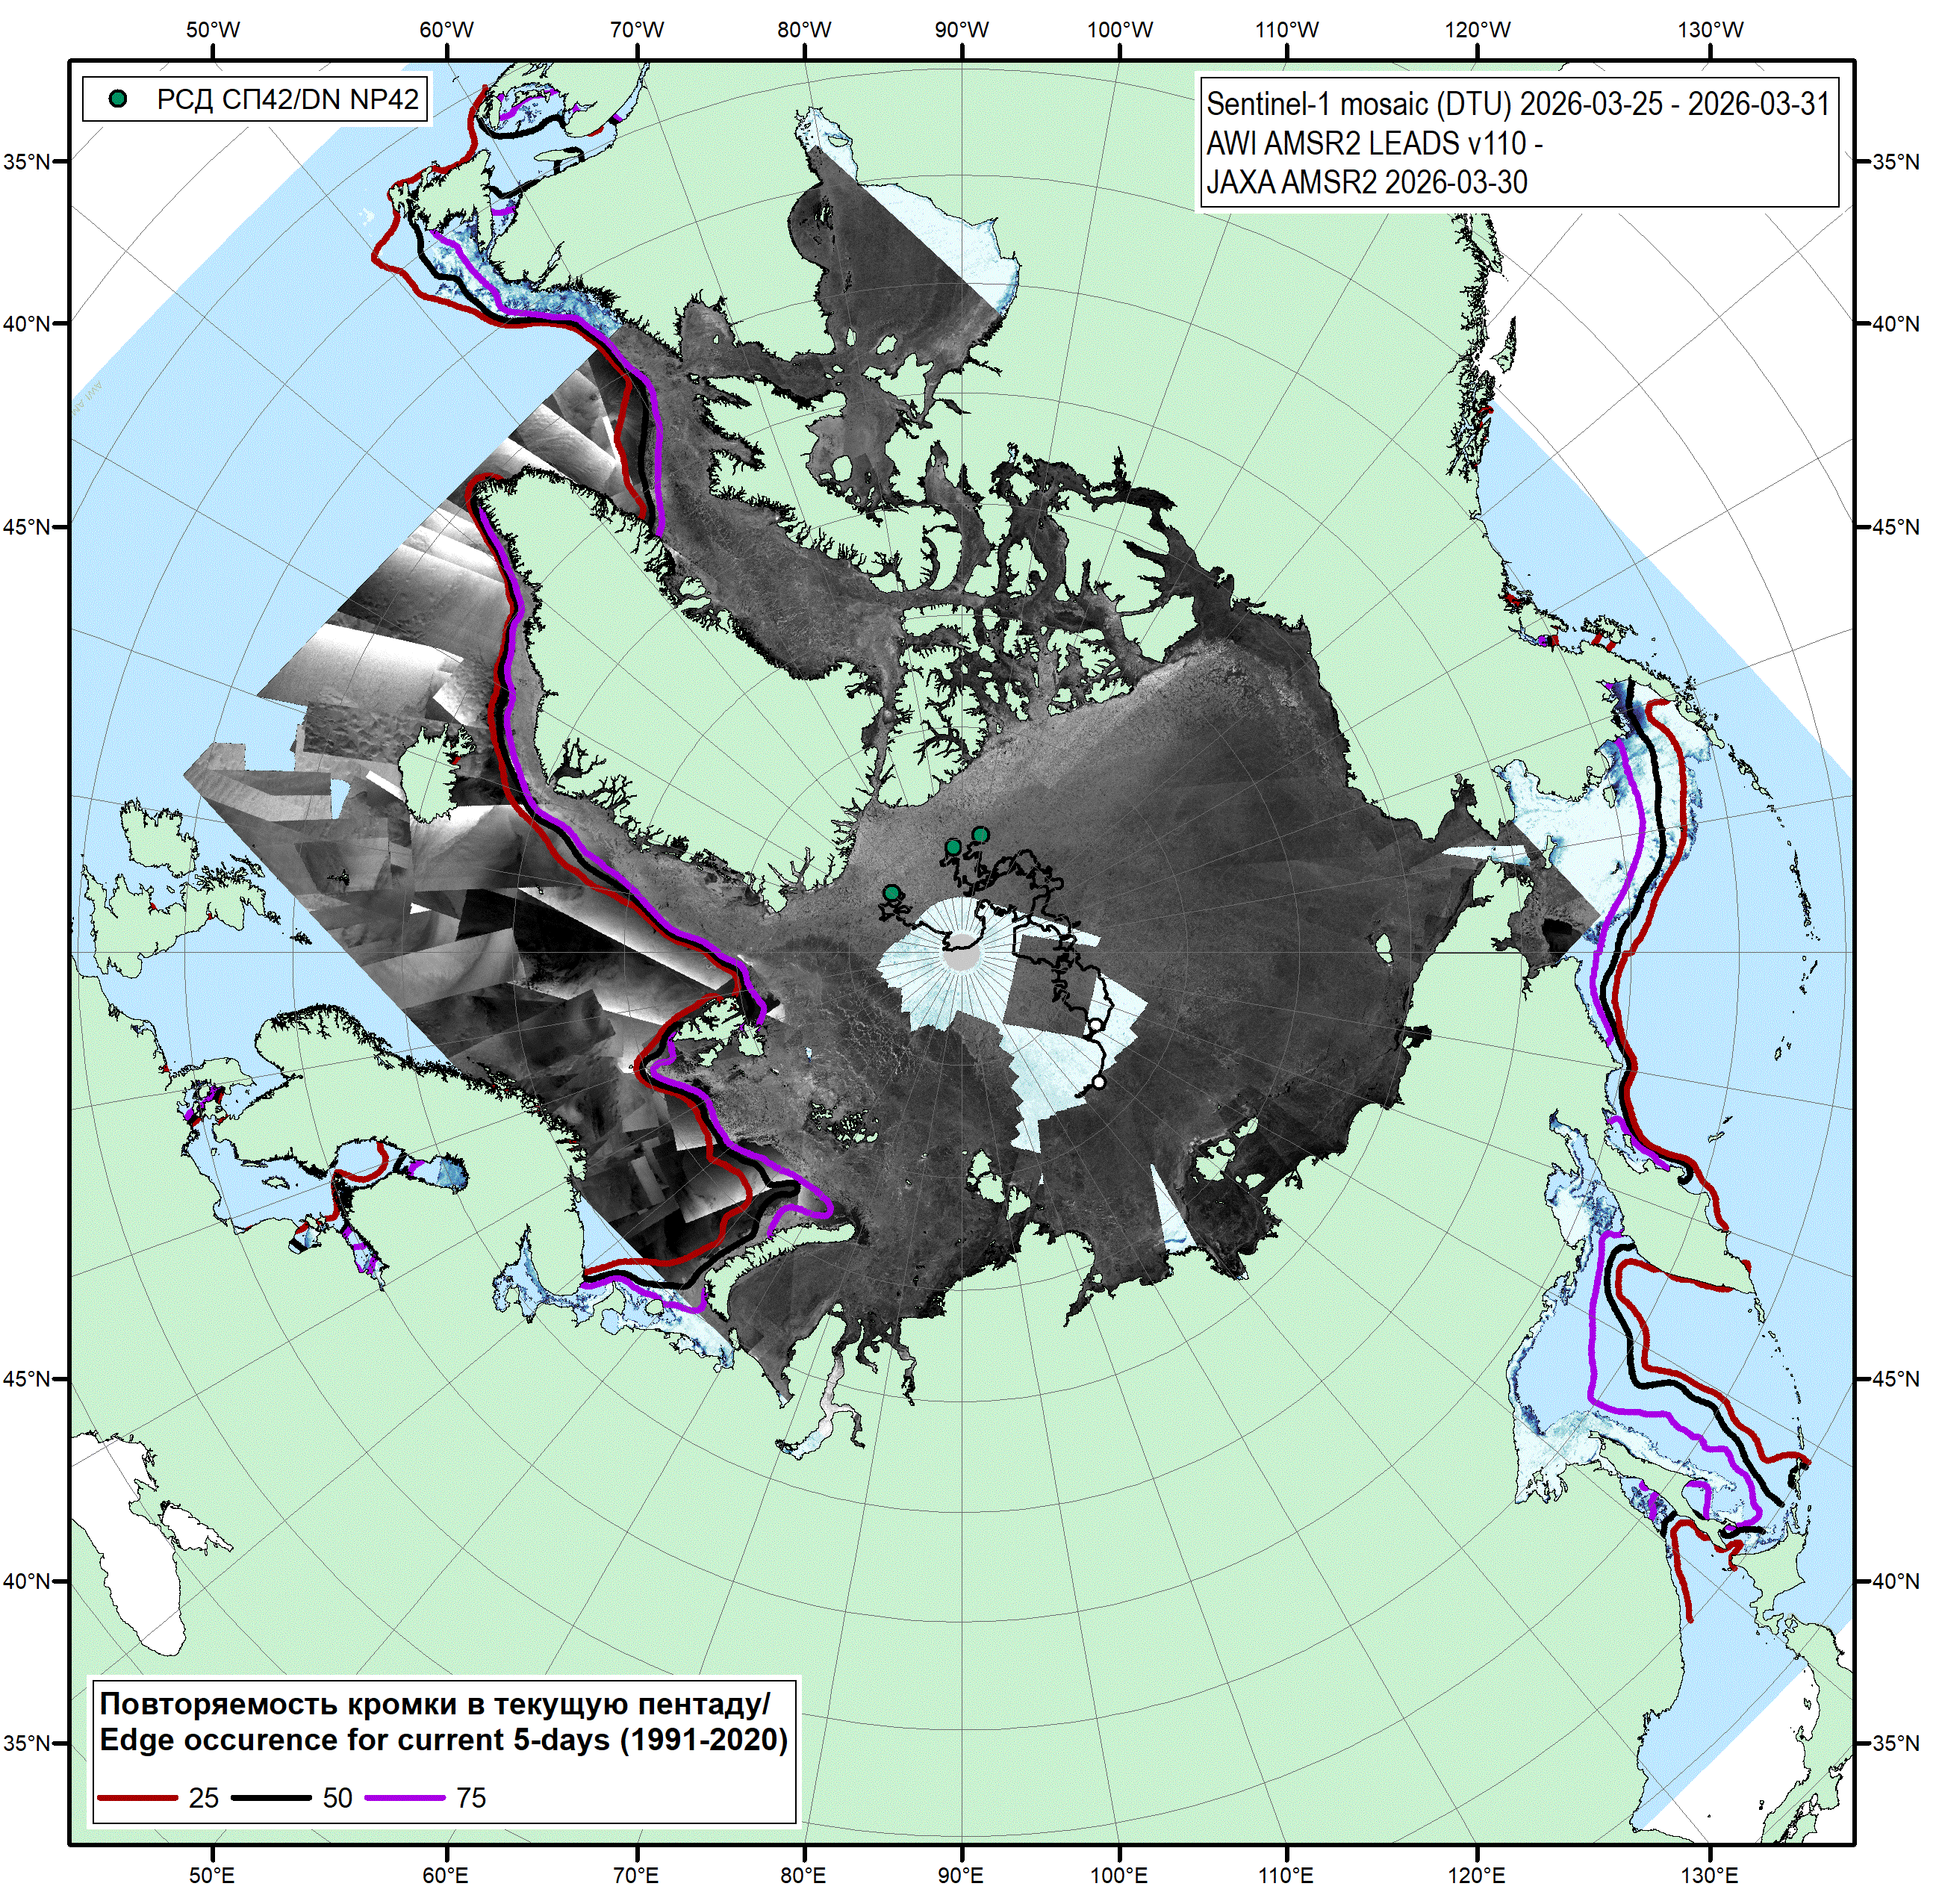 50°W 60°W 70°W 80°W 90°W 100°W 110°W 120°W 130°W
РСД СП42/DN NP42
Sentinel-1 mosaic (DTU) 2026-03-25 - 2026-03-31
AWI AMSR2 LEADS v110 -
JAXA AMSR2 2026-03-30
35°N 35°N
40°N 40°N
45°N 45°N
45°N 45°N
40°N 40°N
35°N 35°N
Повторяемость кромки в текущую пентаду/
Edge occurence for current 5-days (1991-2020)
25 50 75
50°E 60°E 70°E 80°E 90°E 100°E 110°E 120°E 130°E